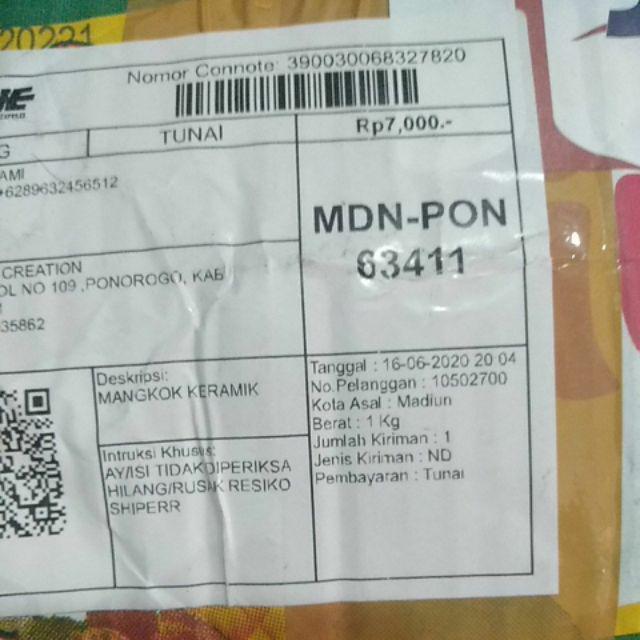 20221
Nomor Connote: 390030068327820
EXPRESS
G
TUNAI
Rp7,000.-
AMI
+6289632456512
MDN-PON
63411
CREATION
OL NO 109 ,PONOROGO, KAB
35862
Deskripsi:
MANGKOK KERAMIK
Intruksi Khusus:
AY/ISI TIDAK DIPERIKSA
HILANG/RUSAK RESIKO
SHIPERR
Tanggal : 16-06-2020 20 04
No.Pelanggan : 10502700
Kota Asal : Madiun
Berat : 1 Kg
Jumlah Kiriman : 1
Jenis Kiriman : ND
Pembayaran : Tunai